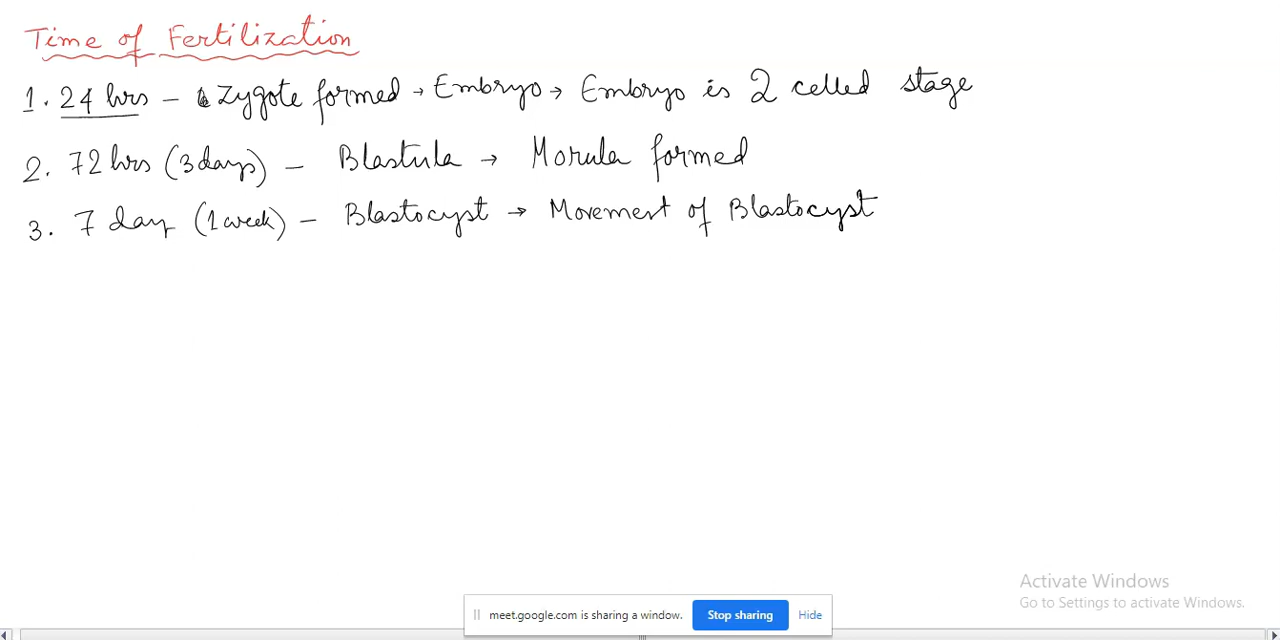 Time of Fertilization
1. 24 hrs - Zygote formed → Embryo → Embryo is 2 celled stage
2. 72 hrs (3 days) - Blastula → Morula formed
3. 7 day (1 week) - Blastocyst → Movement of Blastocyst
Activate Windows
Go to Settings to activate Windows.
meet.google.com is sharing a window. Stop sharing Hide